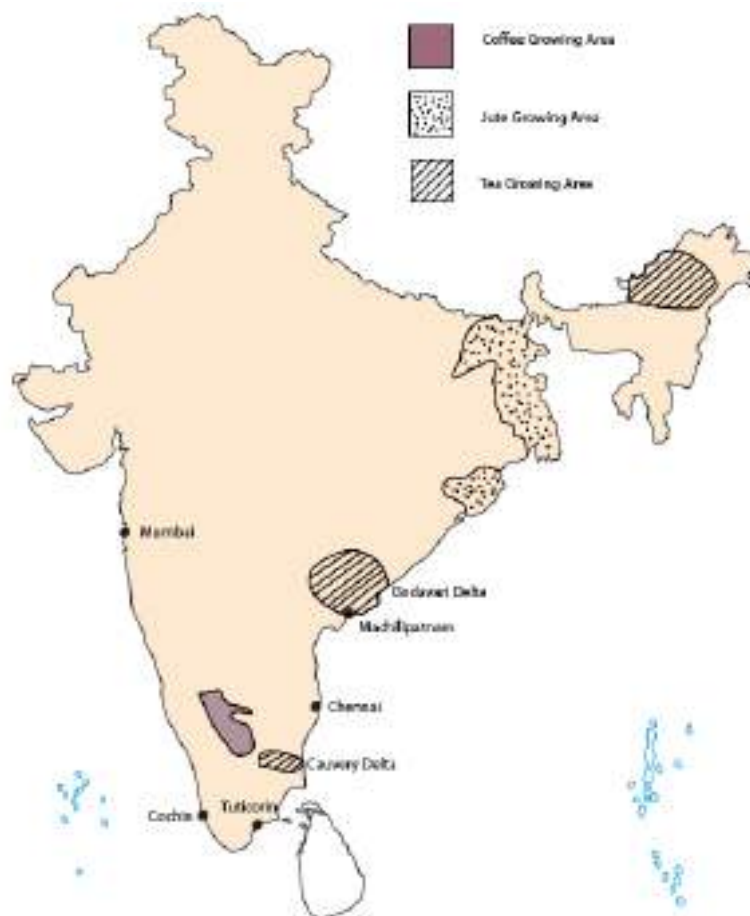 Coffee Growing Area
Jute Growing Area
Tea Growing Area
Mumbai
Godavari Delta
Machilipatnam
Chennai
Cauvery Delta
Tuticorin
Cochin